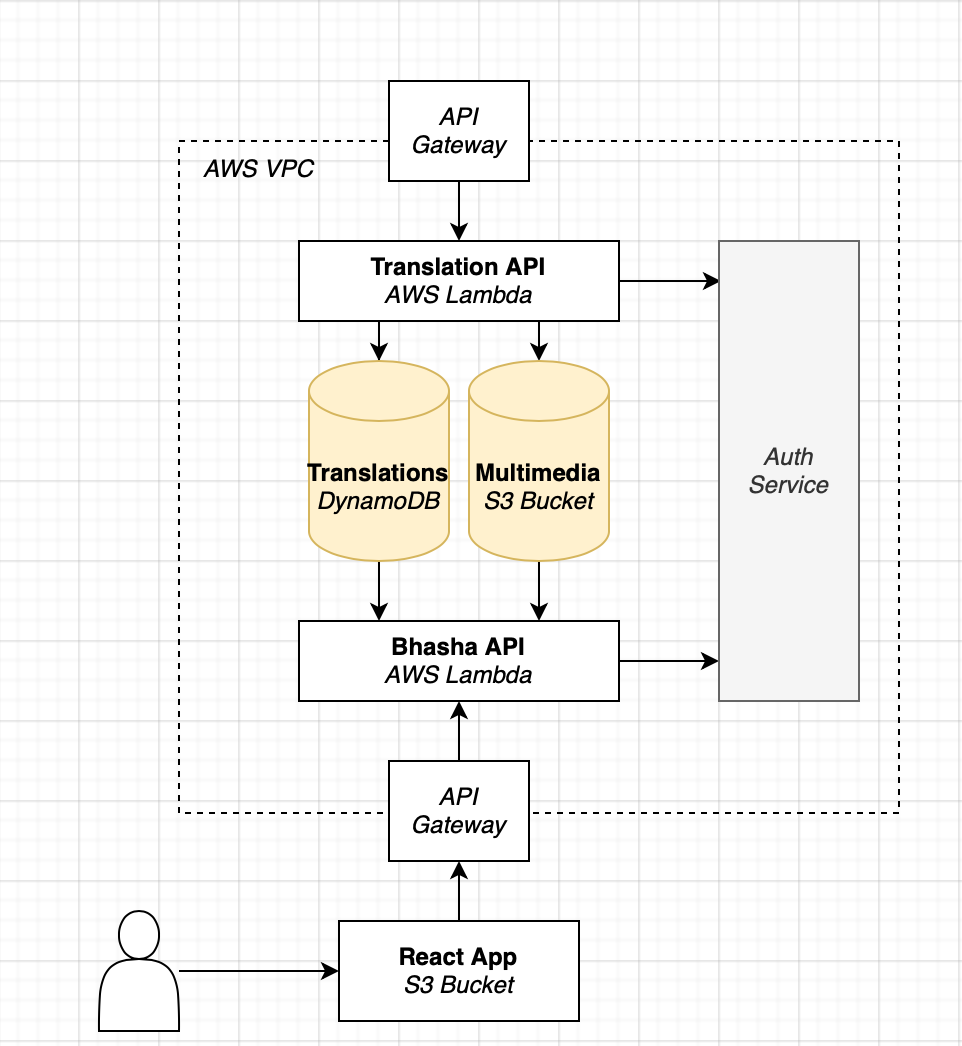 API
Gateway
AWS VPC
Translation API
AWS Lambda
Translations
DynamoDB
Multimedia
S3 Bucket
Auth
Service
Bhasha API
AWS Lambda
API
Gateway
React App
S3 Bucket